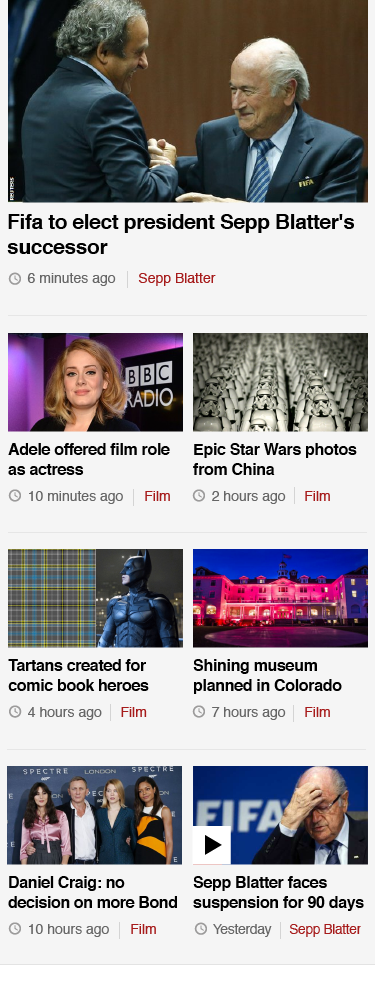 REUTERS
FIFA
Fifa to elect president Sepp Blatter's
successor
6 minutes ago
Sepp Blatter
BBC
RADIO
Adele offered film role
as actress
10 minutes ago
Film
Epic Star Wars photos
from China
2 hours ago
Film
Tartans created for
comic book heroes
4 hours ago
Film
Shining museum
planned in Colorado
7 hours ago
Film
SPECTRE
LONDON
SPECTRE
Daniel Craig: no
decision on more Bond
10 hours ago
Film
FIFA
Sepp Blatter faces
suspension for 90 days
Yesterday
Sepp Blatter